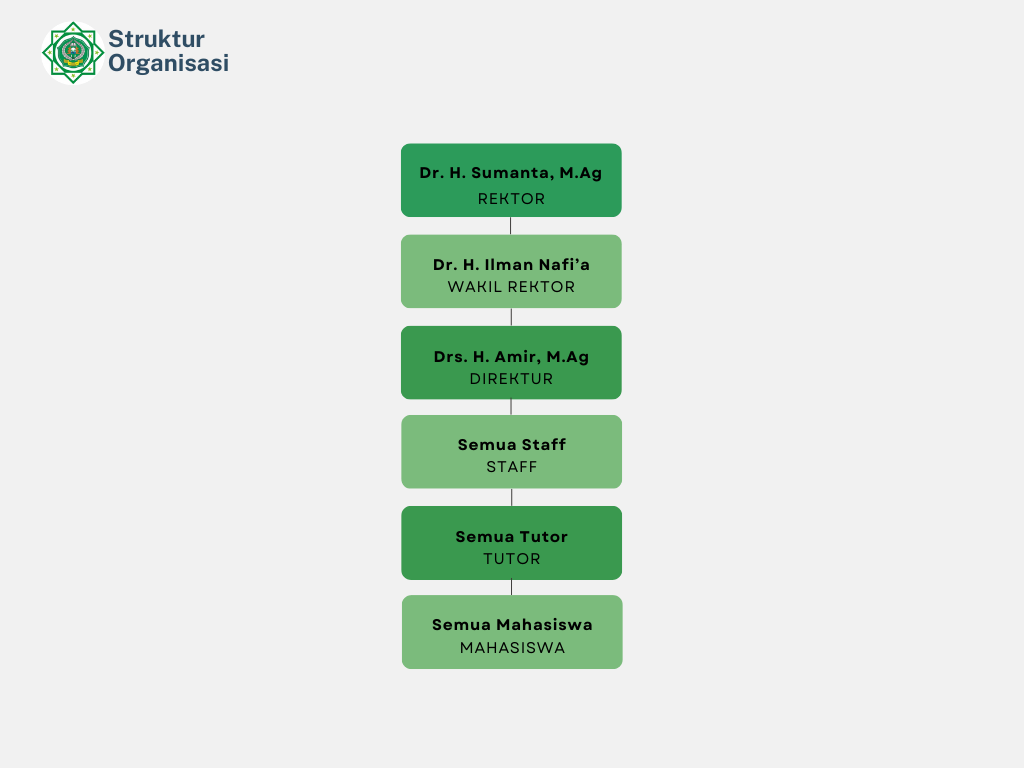 Struktur
Organisasi
Dr. H. Sumanta, M.Ag
REKTOR
Dr. H. Ilman Nafi’a
WAKIL REKTOR
Drs. H. Amir, M.Ag
DIREKTUR
Semua Staff
STAFF
Semua Tutor
TUTOR
Semua Mahasiswa
MAHASISWA